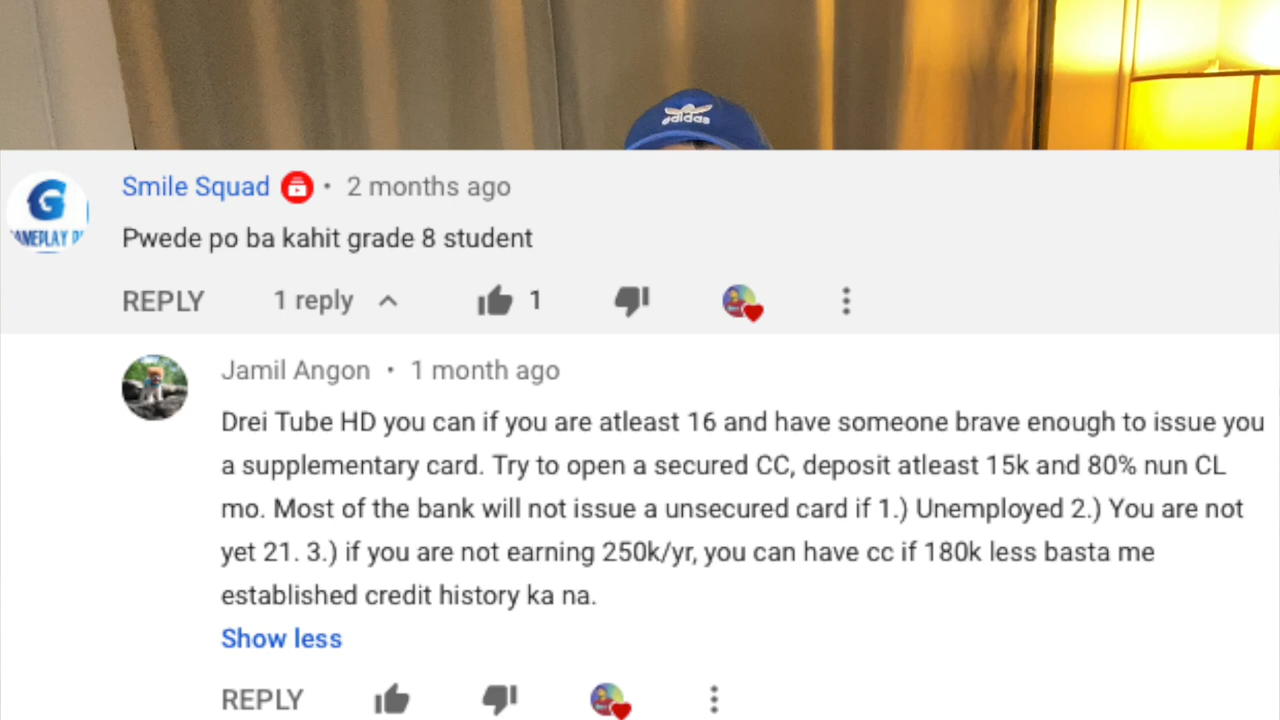 adidas
Smile Squad • 2 months ago
Pwede po ba kahit grade 8 student
REPLY 1 reply 1
Jamil Angon • 1 month ago
Drei Tube HD you can if you are atleast 16 and have someone brave enough to issue you
a supplementary card. Try to open a secured CC, deposit atleast 15k and 80% nun CL
mo. Most of the bank will not issue a unsecured card if 1.) Unemployed 2.) You are not
yet 21. 3.) if you are not earning 250k/yr, you can have cc if 180k less basta me
established credit history ka na.
Show less
REPLY